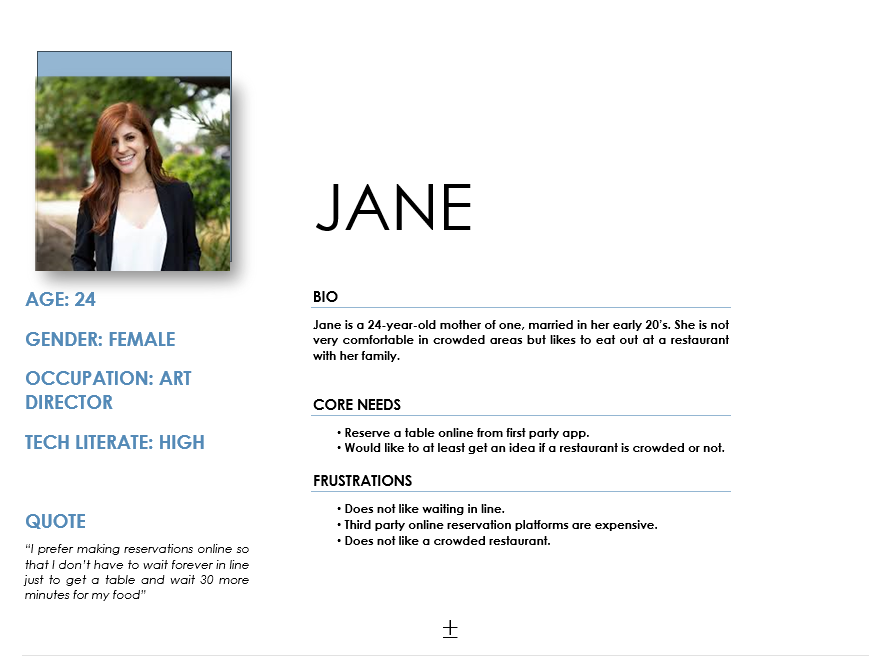 JANE
AGE: 24
GENDER: FEMALE
OCCUPATION: ART
DIRECTOR
TECH LITERATE: HIGH
QUOTE
“I prefer making reservations online so
that I don’t have to wait forever in line
just to get a table and wait 30 more
minutes for my food”
BIO
Jane is a 24-year-old mother of one, married in her early 20’s. She is not
very comfortable in crowded areas but likes to eat out at a restaurant
with her family.
CORE NEEDS
• Reserve a table online from first party app.
• Would like to at least get an idea if a restaurant is crowded or not.
FRUSTRATIONS
• Does not like waiting in line.
• Third party online reservation platforms are expensive.
• Does not like a crowded restaurant.
+